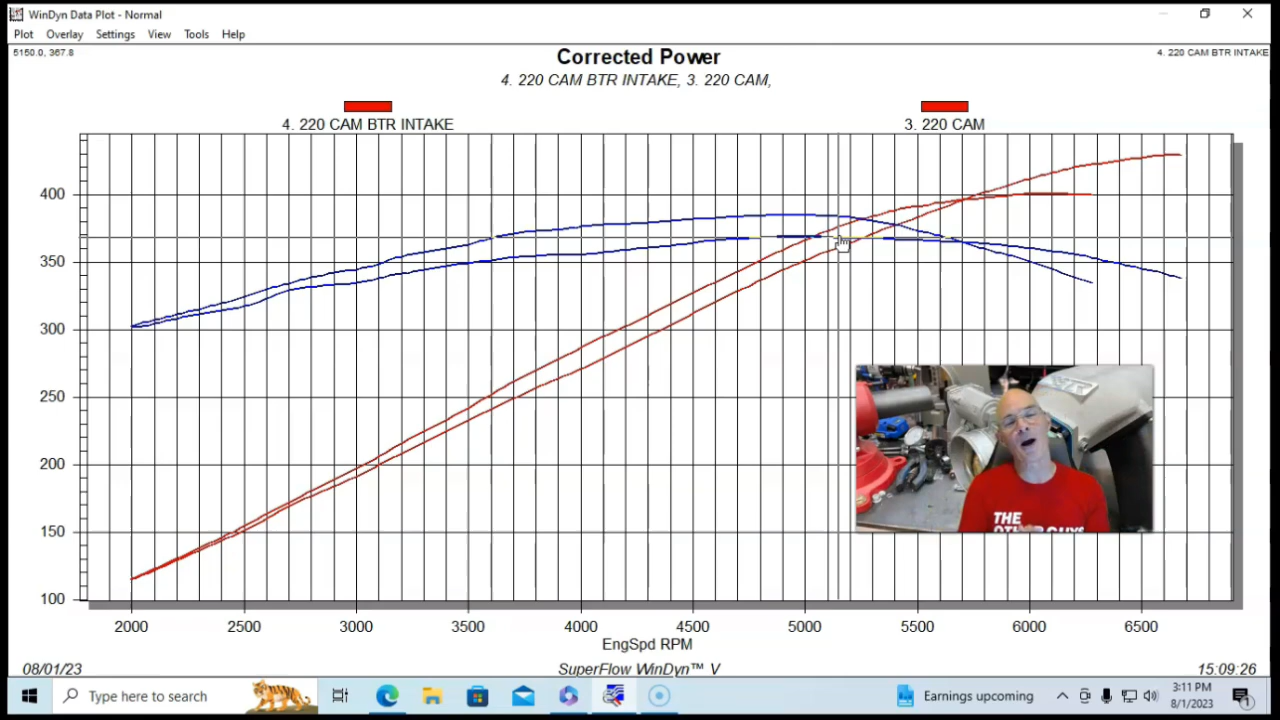 WinDyn Data Plot - Normal
Plot Overlay Settings View Tools Help
5150.0, 367.8
4. 220 CAM BTR INTAKE
Corrected Power
4. 220 CAM BTR INTAKE, 3. 220 CAM,
4. 220 CAM BTR INTAKE
3. 220 CAM
400
350
300
250
200
150
100
2000 2500 3000 3500 4000 4500 5000 5500 6000 6500
EngSpd RPM
THE
OTHER GUYS
08/01/23
SuperFlow WinDyn™ V
15:09:26
Type here to search
Earnings upcoming
3:11 PM
8/1/2023
1